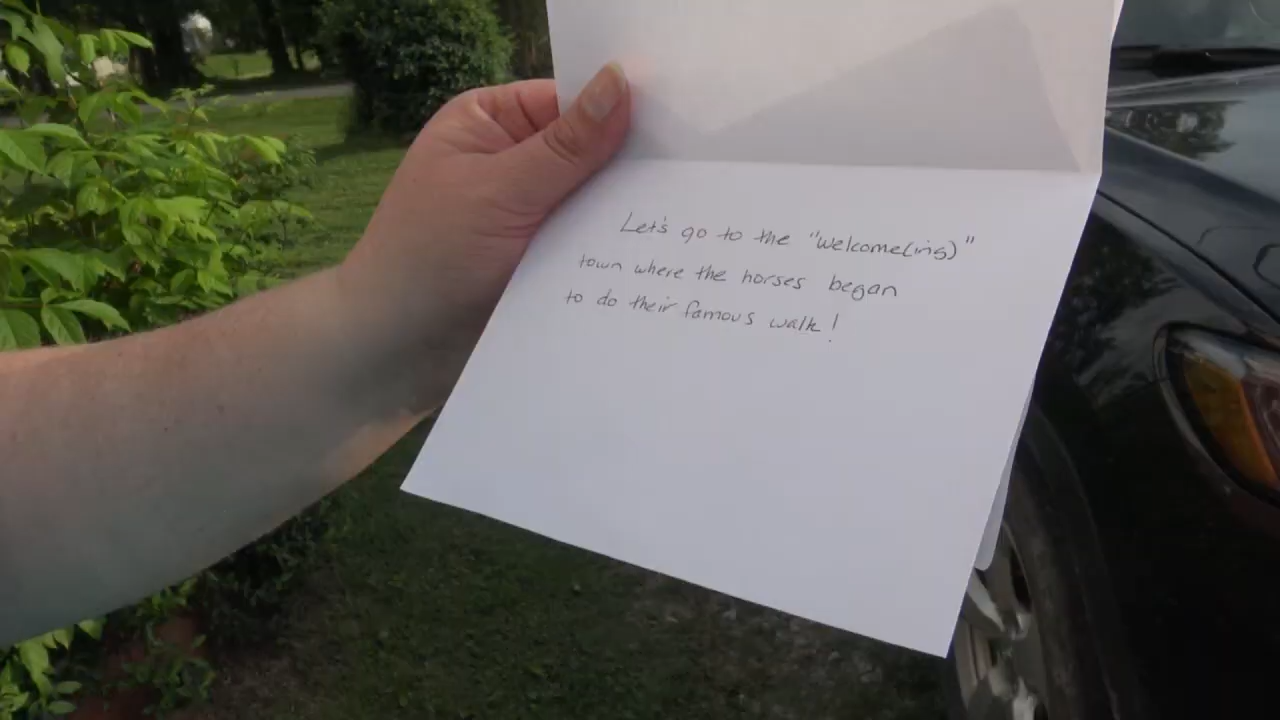 Let's go to the "Welcome(ing)"
town where the horses began
to do their famous walk!